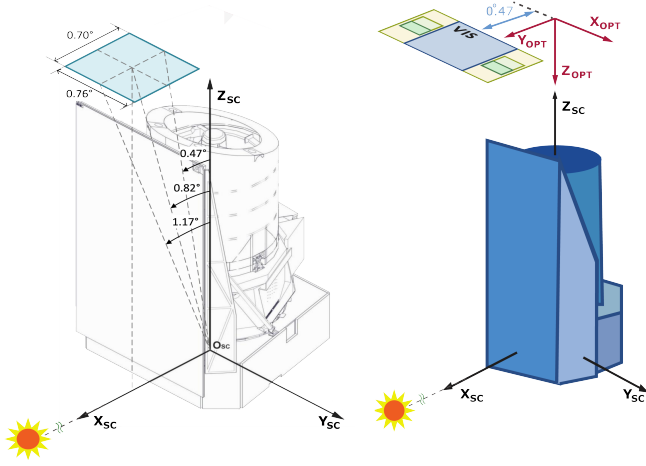 0.70°
0.76°
Z_SC
0.47°
0.82°
1.17°
O_SC
X_SC
Y_SC
0°.47
VIS
X_OPT
Y_OPT
Z_OPT
Z_SC
X_SC
Y_SC